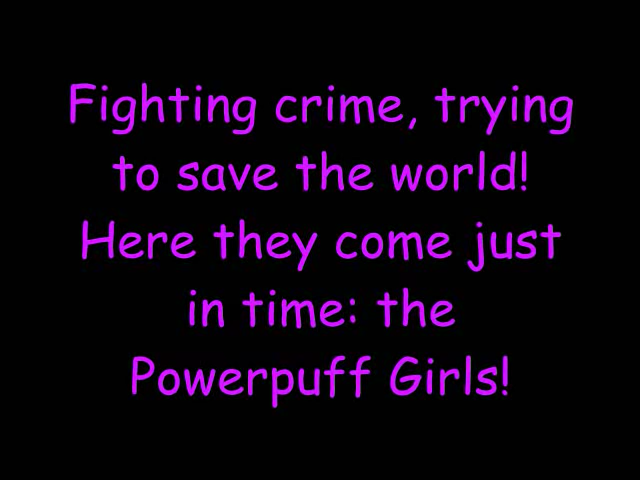 Fighting crime, trying
to save the world!
Here they come just
in time: the
Powerpuff Girls!